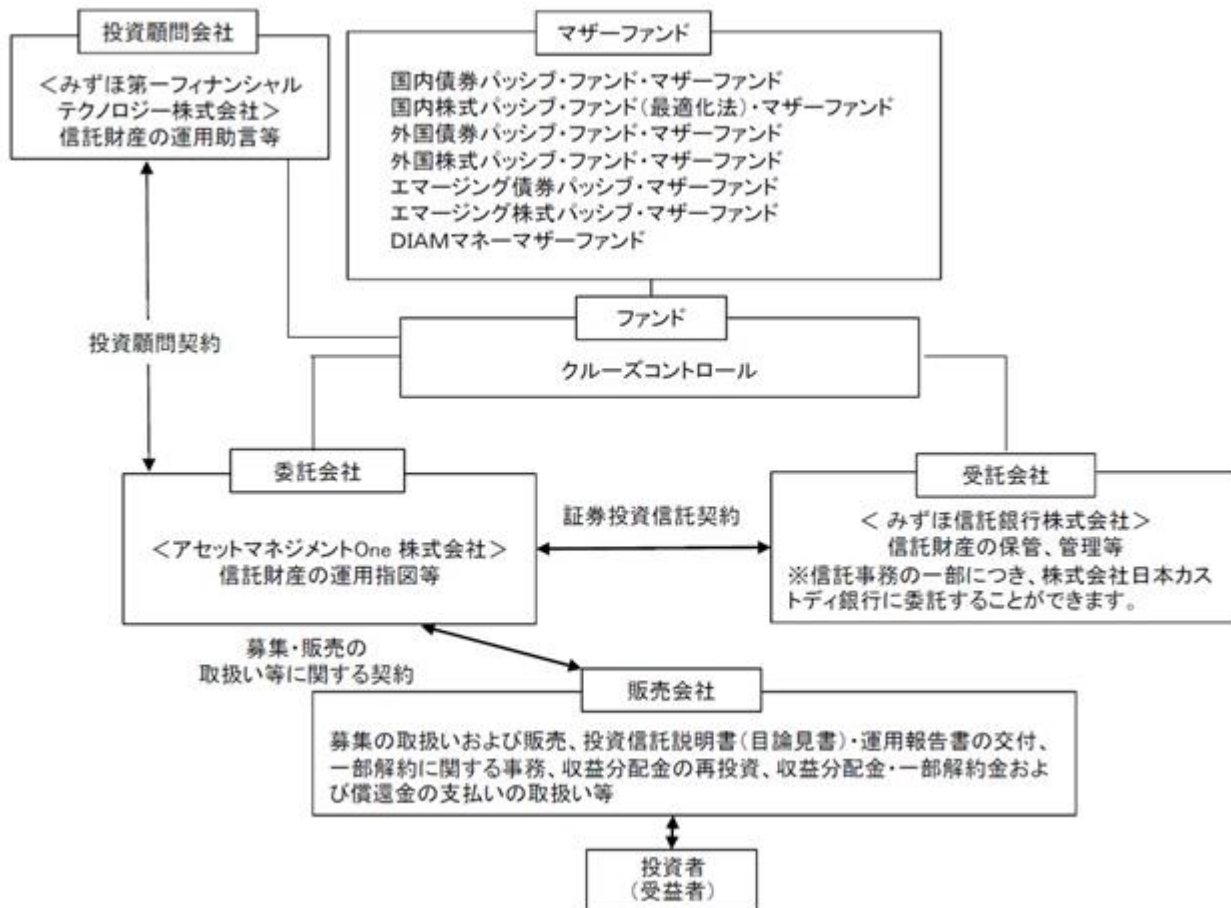 投資顧問会社
＜みずほ第一フィナンシャル
テクノロジー株式会社＞
信託財産の運用助言等
マザーファンド
国内債券パッシブ・ファンド・マザーファンド
国内株式パッシブ・ファンド（最適化法）・マザーファンド
外国債券パッシブ・ファンド・マザーファンド
外国株式パッシブ・ファンド・マザーファンド
エマージング債券パッシブ・マザーファンド
エマージング株式パッシブ・マザーファンド
DIAMマネーマザーファンド
ファンド
クルーズコントロール
投資顧問契約
委託会社
＜アセットマネジメントOne 株式会社＞
信託財産の運用指図等
証券投資信託契約
受託会社
＜ みずほ信託銀行株式会社＞
信託財産の保管、管理等
※信託事務の一部につき、株式会社日本カス
トディ銀行に委託することができます。
募集・販売の
取扱い等に関する契約
販売会社
募集の取扱いおよび販売、投資信託説明書（目論見書）・運用報告書の交付、
一部解約に関する事務、収益分配金の再投資、収益分配金・一部解約金およ
び償還金の支払いの取扱い等
投資者
（受益者）